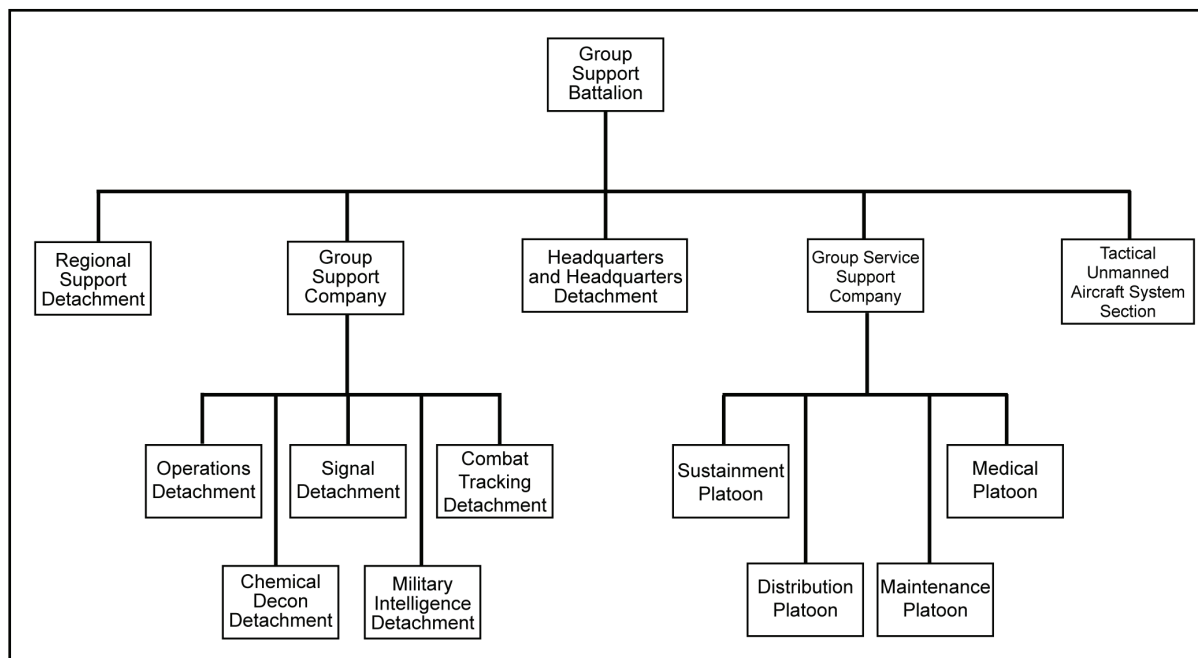 Group
Support
Battalion
Regional
Support
Detachment
Group
Support
Company
Headquarters
and Headquarters
Detachment
Group Service
Support
Company
Tactical
Unmanned
Aircraft System
Section
Operations
Detachment
Signal
Detachment
Combat
Tracking
Detachment
Sustainment
Platoon
Medical
Platoon
Chemical
Decon
Detachment
Military
Intelligence
Detachment
Distribution
Platoon
Maintenance
Platoon